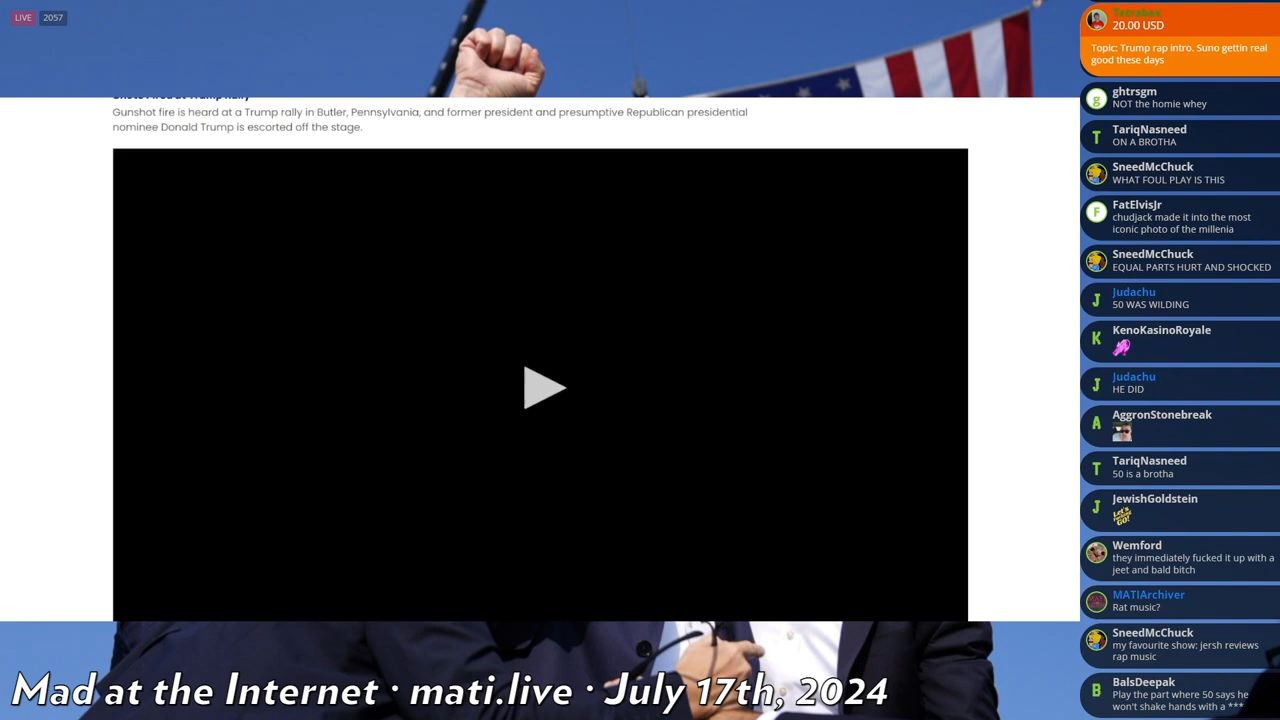 LIVE 2057
Gunshot fire is heard at a Trump rally in Butler, Pennsylvania, and former president and presumptive Republican presidential
nominee Donald Trump is escorted off the stage.
Mad at the Internet · mati.live · July 17th, 2024
Tetrabax
20.00 USD
Topic: Trump rap intro. Suno gettin real
good these days
g
ghtrsgm
NOT the homie whey
T
TariqNasneed
ON A BROTHA
SneedMcChuck
WHAT FOUL PLAY IS THIS
F
FatElvisJr
chudjack made it into the most
iconic photo of the millenia
SneedMcChuck
EQUAL PARTS HURT AND SHOCKED
J
Judachu
50 WAS WILDING
K
KenoKasinoRoyale
J
Judachu
HE DID
A
AggronStonebreak
T
TariqNasneed
50 is a brotha
J
JewishGoldstein
LET'S
GO!
Wemford
they immediately fucked it up with a
jeet and bald bitch
MATIArchiver
Rat music?
SneedMcChuck
my favourite show: jersh reviews
rap music
B
BalsDeepak
Play the part where 50 says he
won't shake hands with a ***